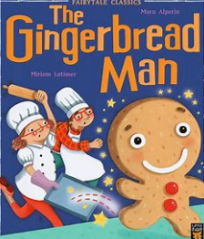 FAIRYTALE CLASSICS
Mara Alperin
The
Gingerbread
Miriam Latimer
Man